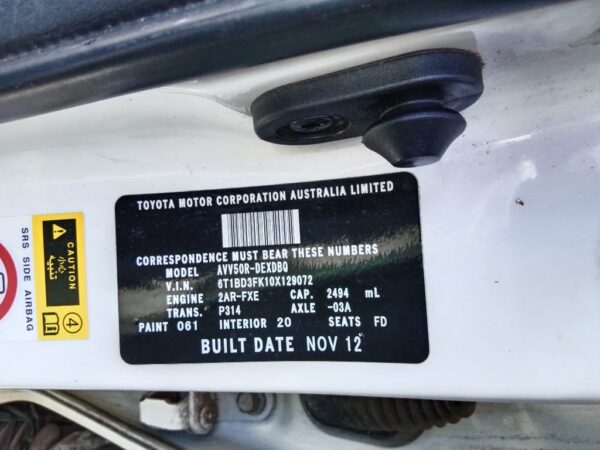 TOYOTA MOTOR CORPORATION AUSTRALIA LIMITED
CORRESPONDENCE MUST BEAR THESE NUMBERS
MODEL AVV50R-DEXDBQ
V.I.N. 6T1BD3FK10X129072
ENGINE 2AR-FXE CAP. 2494 mL
TRANS. P314 AXLE -03A
PAINT 061 INTERIOR 20 SEATS FD
BUILT DATE NOV 12
SRS SIDE AIRBAG
CAUTION
تنبيه
4